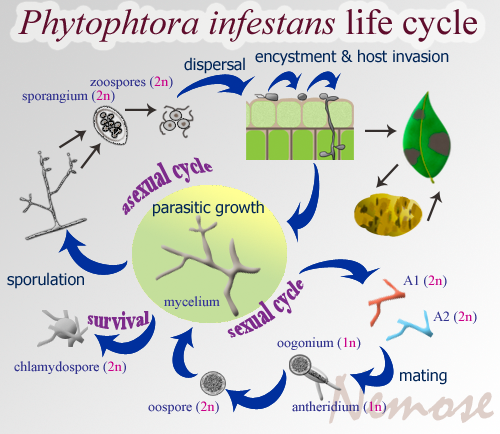 Phytophtora infestans life cycle
dispersal
encystment & host invasion
zoospores (2n)
sporangium (2n)
asexual cycle
parasitic growth
mycelium
sporulation
sexual cycle
survival
chlamydospore (2n)
A1 (2n)
A2 (2n)
mating
oogonium (1n)
antheridium (1n)
oospore (2n)
Nemose